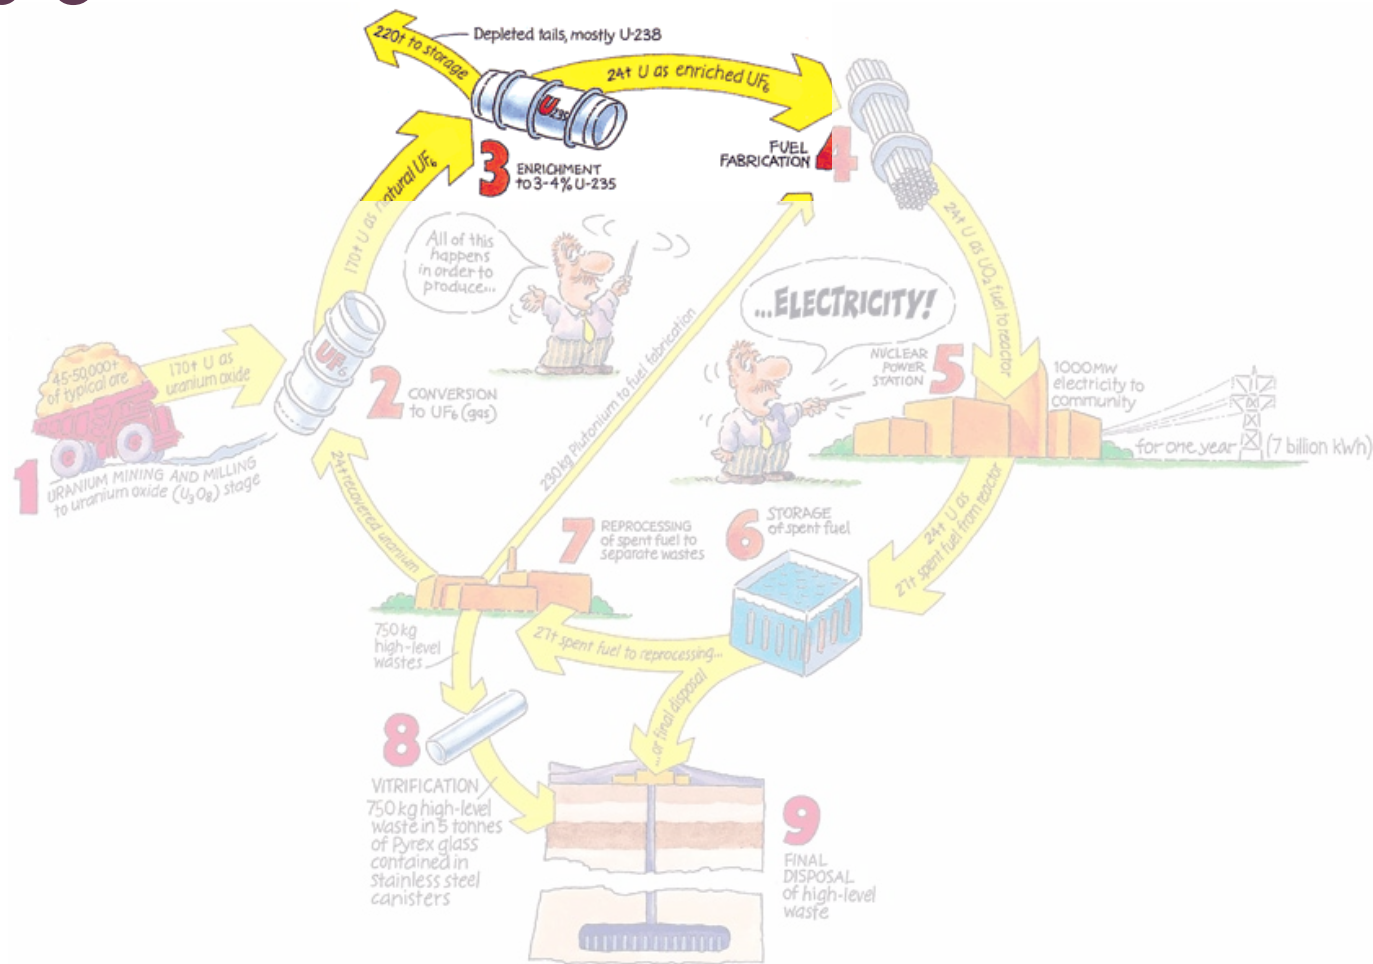 220t to storage
Depleted tails, mostly U-238
24t U as enriched UF₆
U235
3
ENRICHMENT
to 3-4% U-235
FUEL
FABRICATION
4
170t U as natural UF₆
All of this
happens
in order to
produce...
...ELECTRICITY!
24t U as UO₂ fuel to reactor
45-50,000t
of typical ore
170t U as
uranium oxide
UF₆
2
CONVERSION
to UF₆ (gas)
1
URANIUM MINING AND MILLING
to uranium oxide (U₃O₈) stage
230kg Plutonium to fuel fabrication
NUCLEAR
POWER
STATION
5
1000MW
electricity to
community
for one year
(7 billion kWh)
24t recovered uranium
7
REPROCESSING
of spent fuel to
separate wastes
6
STORAGE
of spent fuel
24t U as
27t spent fuel from reactor
750kg
high-level
wastes
27t spent fuel to reprocessing...
...or final disposal
8
VITRIFICATION
750kg high-level
waste in 5 tonnes
of Pyrex glass
contained in
stainless steel
canisters
9
FINAL
DISPOSAL
of high-level
waste